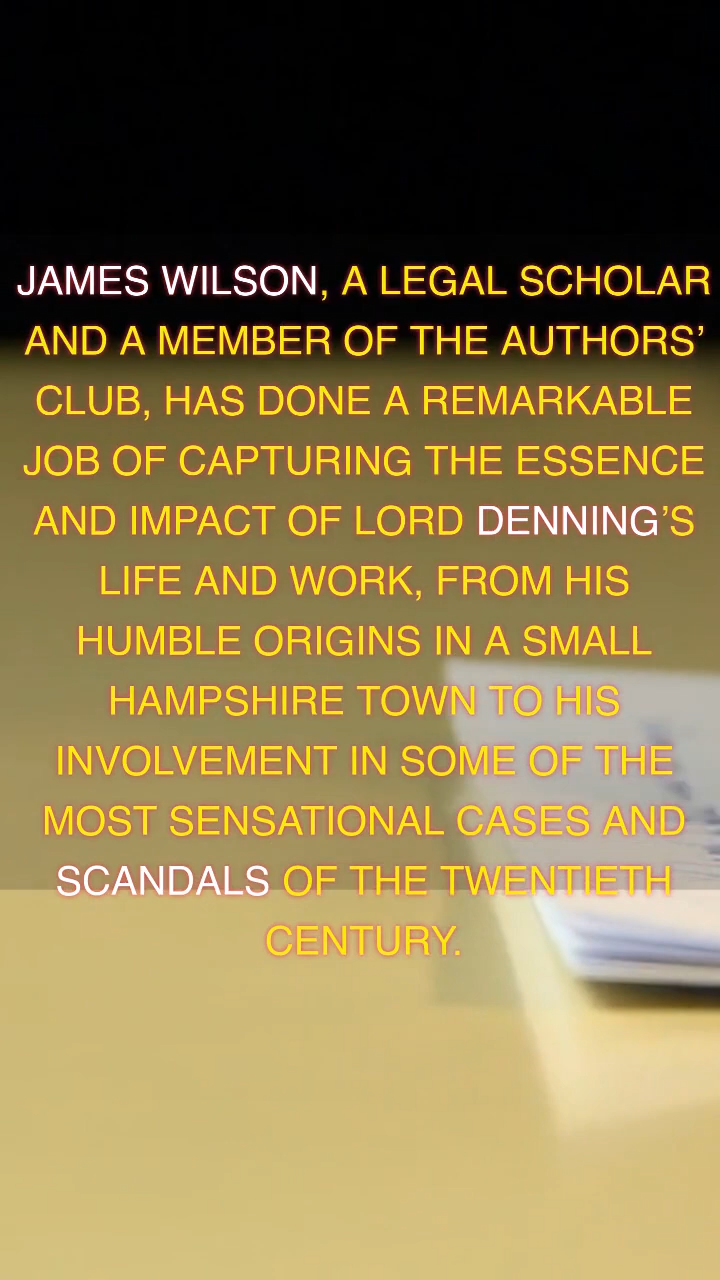 JAMES WILSON, A LEGAL SCHOLAR
AND A MEMBER OF THE AUTHORS’
CLUB, HAS DONE A REMARKABLE
JOB OF CAPTURING THE ESSENCE
AND IMPACT OF LORD DENNING’S
LIFE AND WORK, FROM HIS
HUMBLE ORIGINS IN A SMALL
HAMPSHIRE TOWN TO HIS
INVOLVEMENT IN SOME OF THE
MOST SENSATIONAL CASES AND
SCANDALS OF THE TWENTIETH
CENTURY.